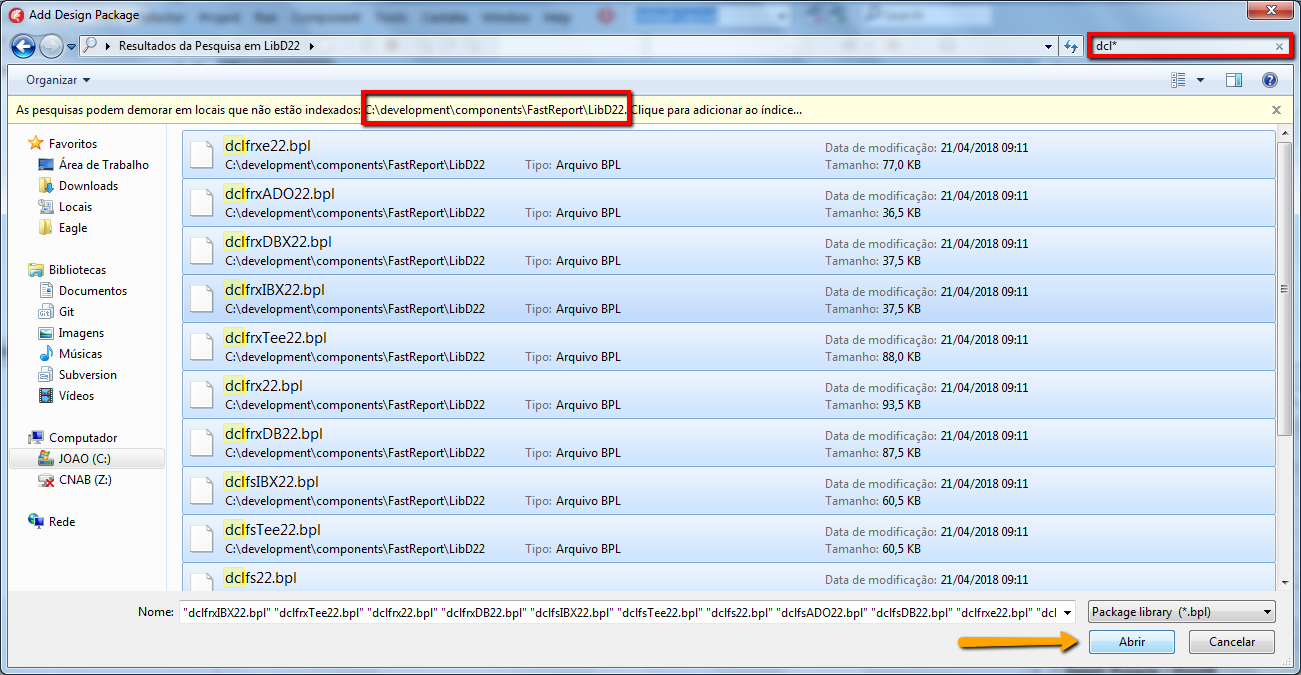 Add Design Package
Resultados da Pesquisa em LibD22
dcl*
Organizar
As pesquisas podem demorar em locais que não estão indexados: C:\development\components\FastReport\LibD22. Clique para adicionar ao índice...
Favoritos
Área de Trabalho
Downloads
Locais
Eagle
Bibliotecas
Documentos
Git
Imagens
Músicas
Subversion
Vídeos
Computador
JOAO (C:)
CNAB (Z:)
Rede
dclfrxe22.bpl Data de modificação: 21/04/2018 09:11
C:\development\components\FastReport\LibD22 Tipo: Arquivo BPL Tamanho: 77,0 KB
dclfrxADO22.bpl Data de modificação: 21/04/2018 09:11
C:\development\components\FastReport\LibD22 Tipo: Arquivo BPL Tamanho: 36,5 KB
dclfrxDBX22.bpl Data de modificação: 21/04/2018 09:11
C:\development\components\FastReport\LibD22 Tipo: Arquivo BPL Tamanho: 37,5 KB
dclfrxIBX22.bpl Data de modificação: 21/04/2018 09:11
C:\development\components\FastReport\LibD22 Tipo: Arquivo BPL Tamanho: 37,5 KB
dclfrxTee22.bpl Data de modificação: 21/04/2018 09:11
C:\development\components\FastReport\LibD22 Tipo: Arquivo BPL Tamanho: 88,0 KB
dclfrx22.bpl Data de modificação: 21/04/2018 09:11
C:\development\components\FastReport\LibD22 Tipo: Arquivo BPL Tamanho: 93,5 KB
dclfrxDB22.bpl Data de modificação: 21/04/2018 09:11
C:\development\components\FastReport\LibD22 Tipo: Arquivo BPL Tamanho: 87,5 KB
dclfsIBX22.bpl Data de modificação: 21/04/2018 09:11
C:\development\components\FastReport\LibD22 Tipo: Arquivo BPL Tamanho: 60,5 KB
dclfsTee22.bpl Data de modificação: 21/04/2018 09:11
C:\development\components\FastReport\LibD22 Tipo: Arquivo BPL Tamanho: 60,5 KB
dclfs22.bpl Data de modificação: 21/04/2018 09:11
Nome: "dclfrxIBX22.bpl" "dclfrxTee22.bpl" "dclfrx22.bpl" "dclfrxDB22.bpl" "dclfsIBX22.bpl" "dclfsTee22.bpl" "dclfs22.bpl" "dclfsADO22.bpl" "dclfsDB22.bpl" "dclfrxe22.bpl" "dcl Package library (*.bpl)
Abrir Cancelar